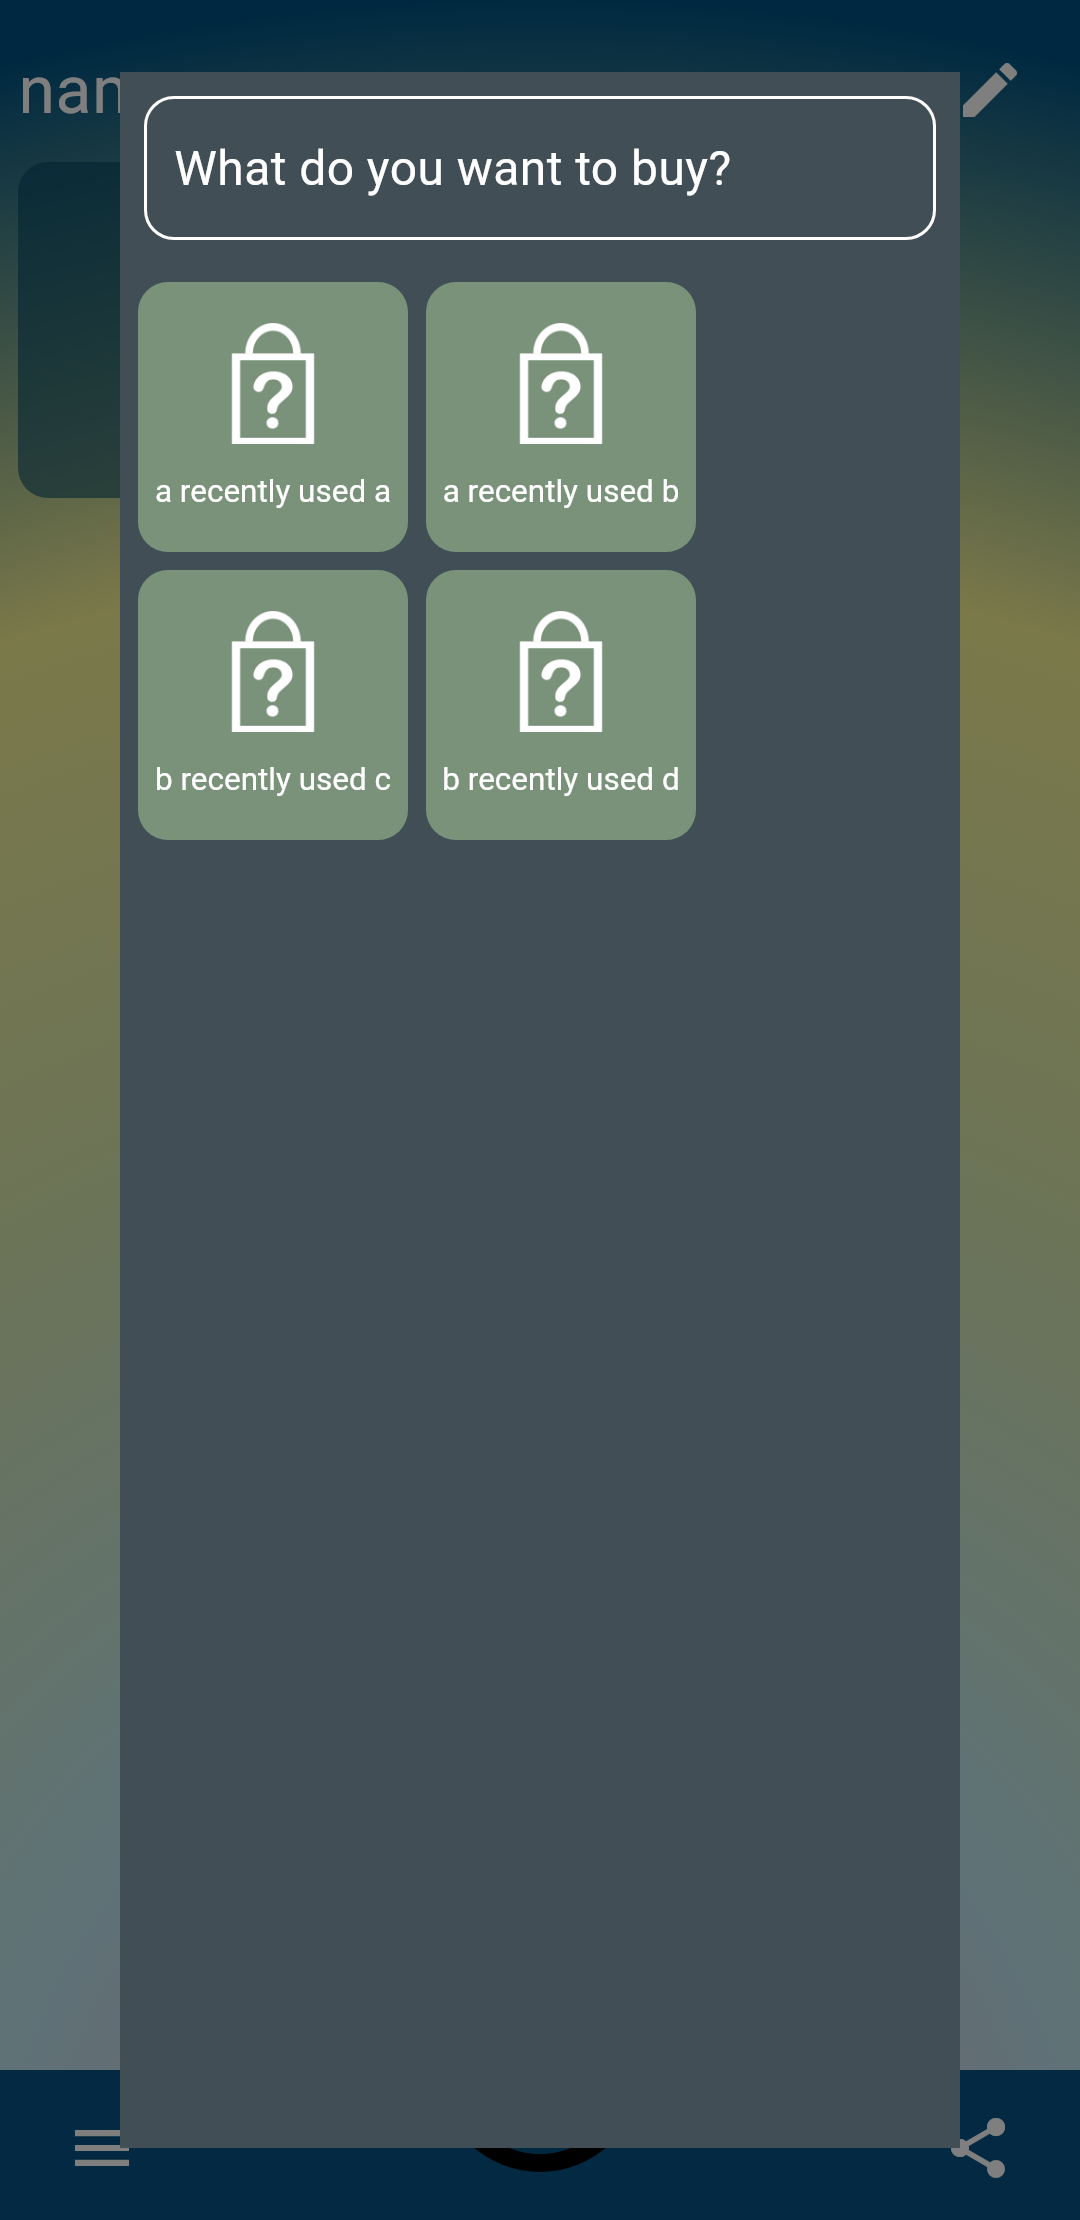 nan
What do you want to buy?
?
?
a recently used a
a recently used b
?
?
b recently used c
b recently used d